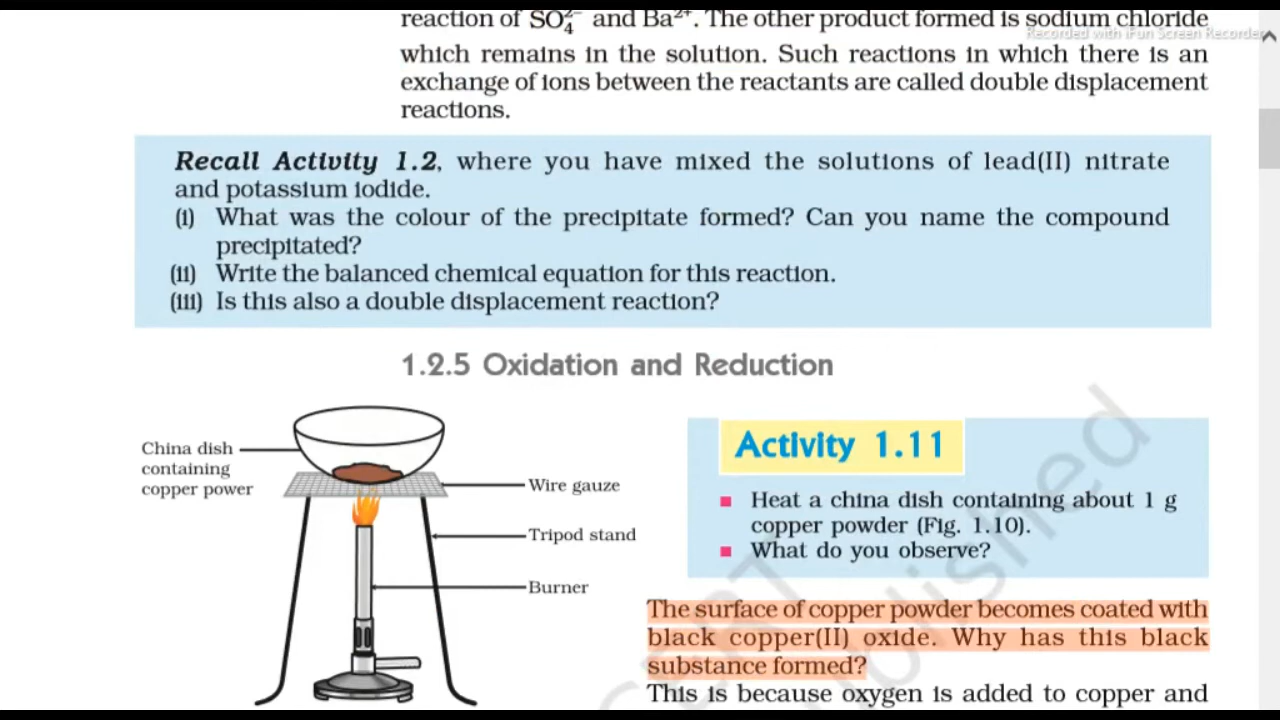 reaction of SO₄²⁻ and Ba²⁺. The other product formed is sodium chloride
Recorded with iFun Screen Recorder
which remains in the solution. Such reactions in which there is an
exchange of ions between the reactants are called double displacement
reactions.
Recall Activity 1.2, where you have mixed the solutions of lead(II) nitrate
and potassium iodide.
(i) What was the colour of the precipitate formed? Can you name the compound
precipitated?
(ii) Write the balanced chemical equation for this reaction.
(iii) Is this also a double displacement reaction?
1.2.5 Oxidation and Reduction
China dish
containing
copper power
Wire gauze
Tripod stand
Burner
Activity 1.11
■ Heat a china dish containing about 1 g
copper powder (Fig. 1.10).
■ What do you observe?
The surface of copper powder becomes coated with
black copper(II) oxide. Why has this black
substance formed?
This is because oxygen is added to copper and